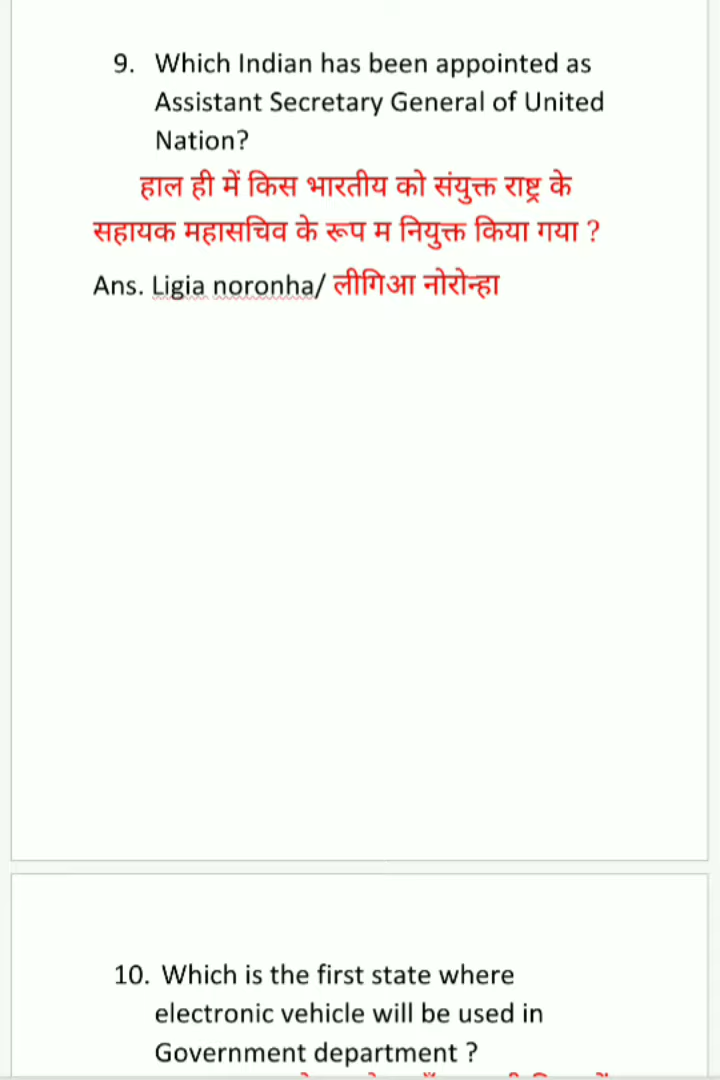 9. Which Indian has been appointed as
Assistant Secretary General of United
Nation?
हाल ही में किस भारतीय को संयुक्त राष्ट्र के
सहायक महासचिव के रूप म नियुक्त किया गया ?
Ans. Ligia noronha/ लीगिआ नोरोन्हा
10. Which is the first state where
electronic vehicle will be used in
Government department ?